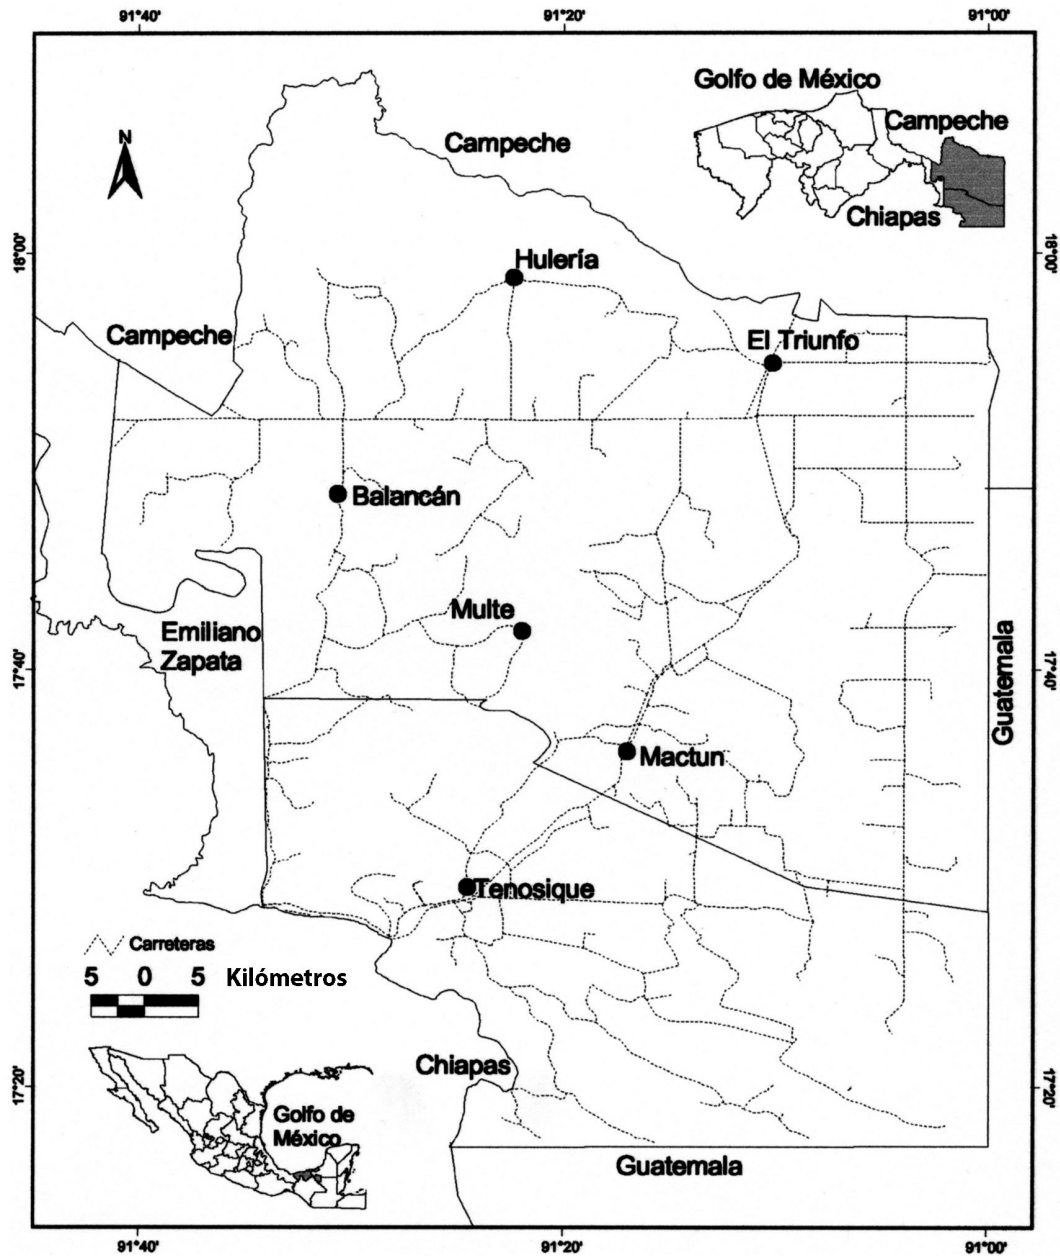 91°40'
91°20'
91°00'
Golfo de México
N
Campeche
Campeche
Chiapas
18°00'
18°00'
Hulería
Campeche
El Triunfo
Balancán
Multe
Emiliano
Zapata
17°40'
17°40'
Guatemala
Mactun
Tenosique
Carreteras
5 0 5 Kilómetros
Chiapas
17°20'
17°20'
Golfo de
México
Guatemala
91°40'
91°20'
91°00'